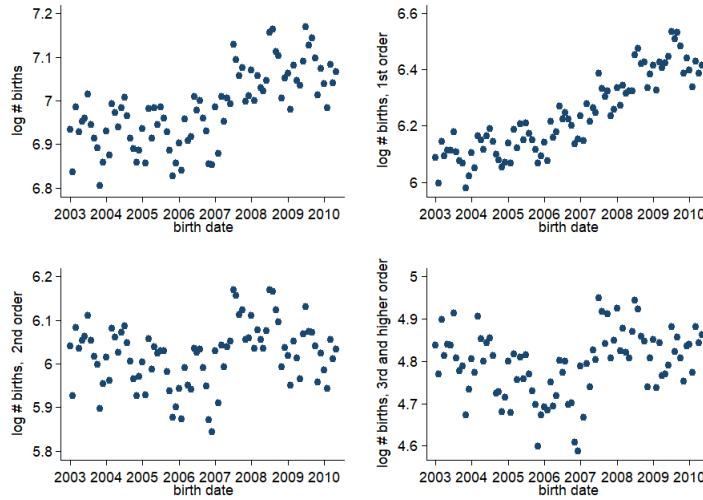 log # births
7.2
7.1
7
6.9
6.8
2003 2004 2005 2006 2007 2008 2009 2010
birth date
log # births, 1st order
6.6
6.4
6.2
6
2003 2004 2005 2006 2007 2008 2009 2010
birth date
log # births, 2nd order
6.2
6.1
6
5.9
5.8
2003 2004 2005 2006 2007 2008 2009 2010
birth date
log # births, 3rd and higher order
5
4.9
4.8
4.7
4.6
2003 2004 2005 2006 2007 2008 2009 2010
birth date